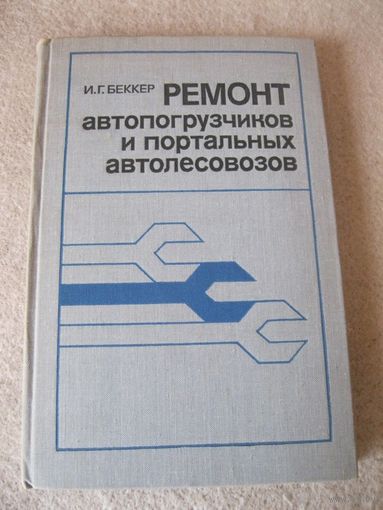 И.Г. БЕККЕР РЕМОНТ
автопогрузчиков
и портальных
автолесовозов